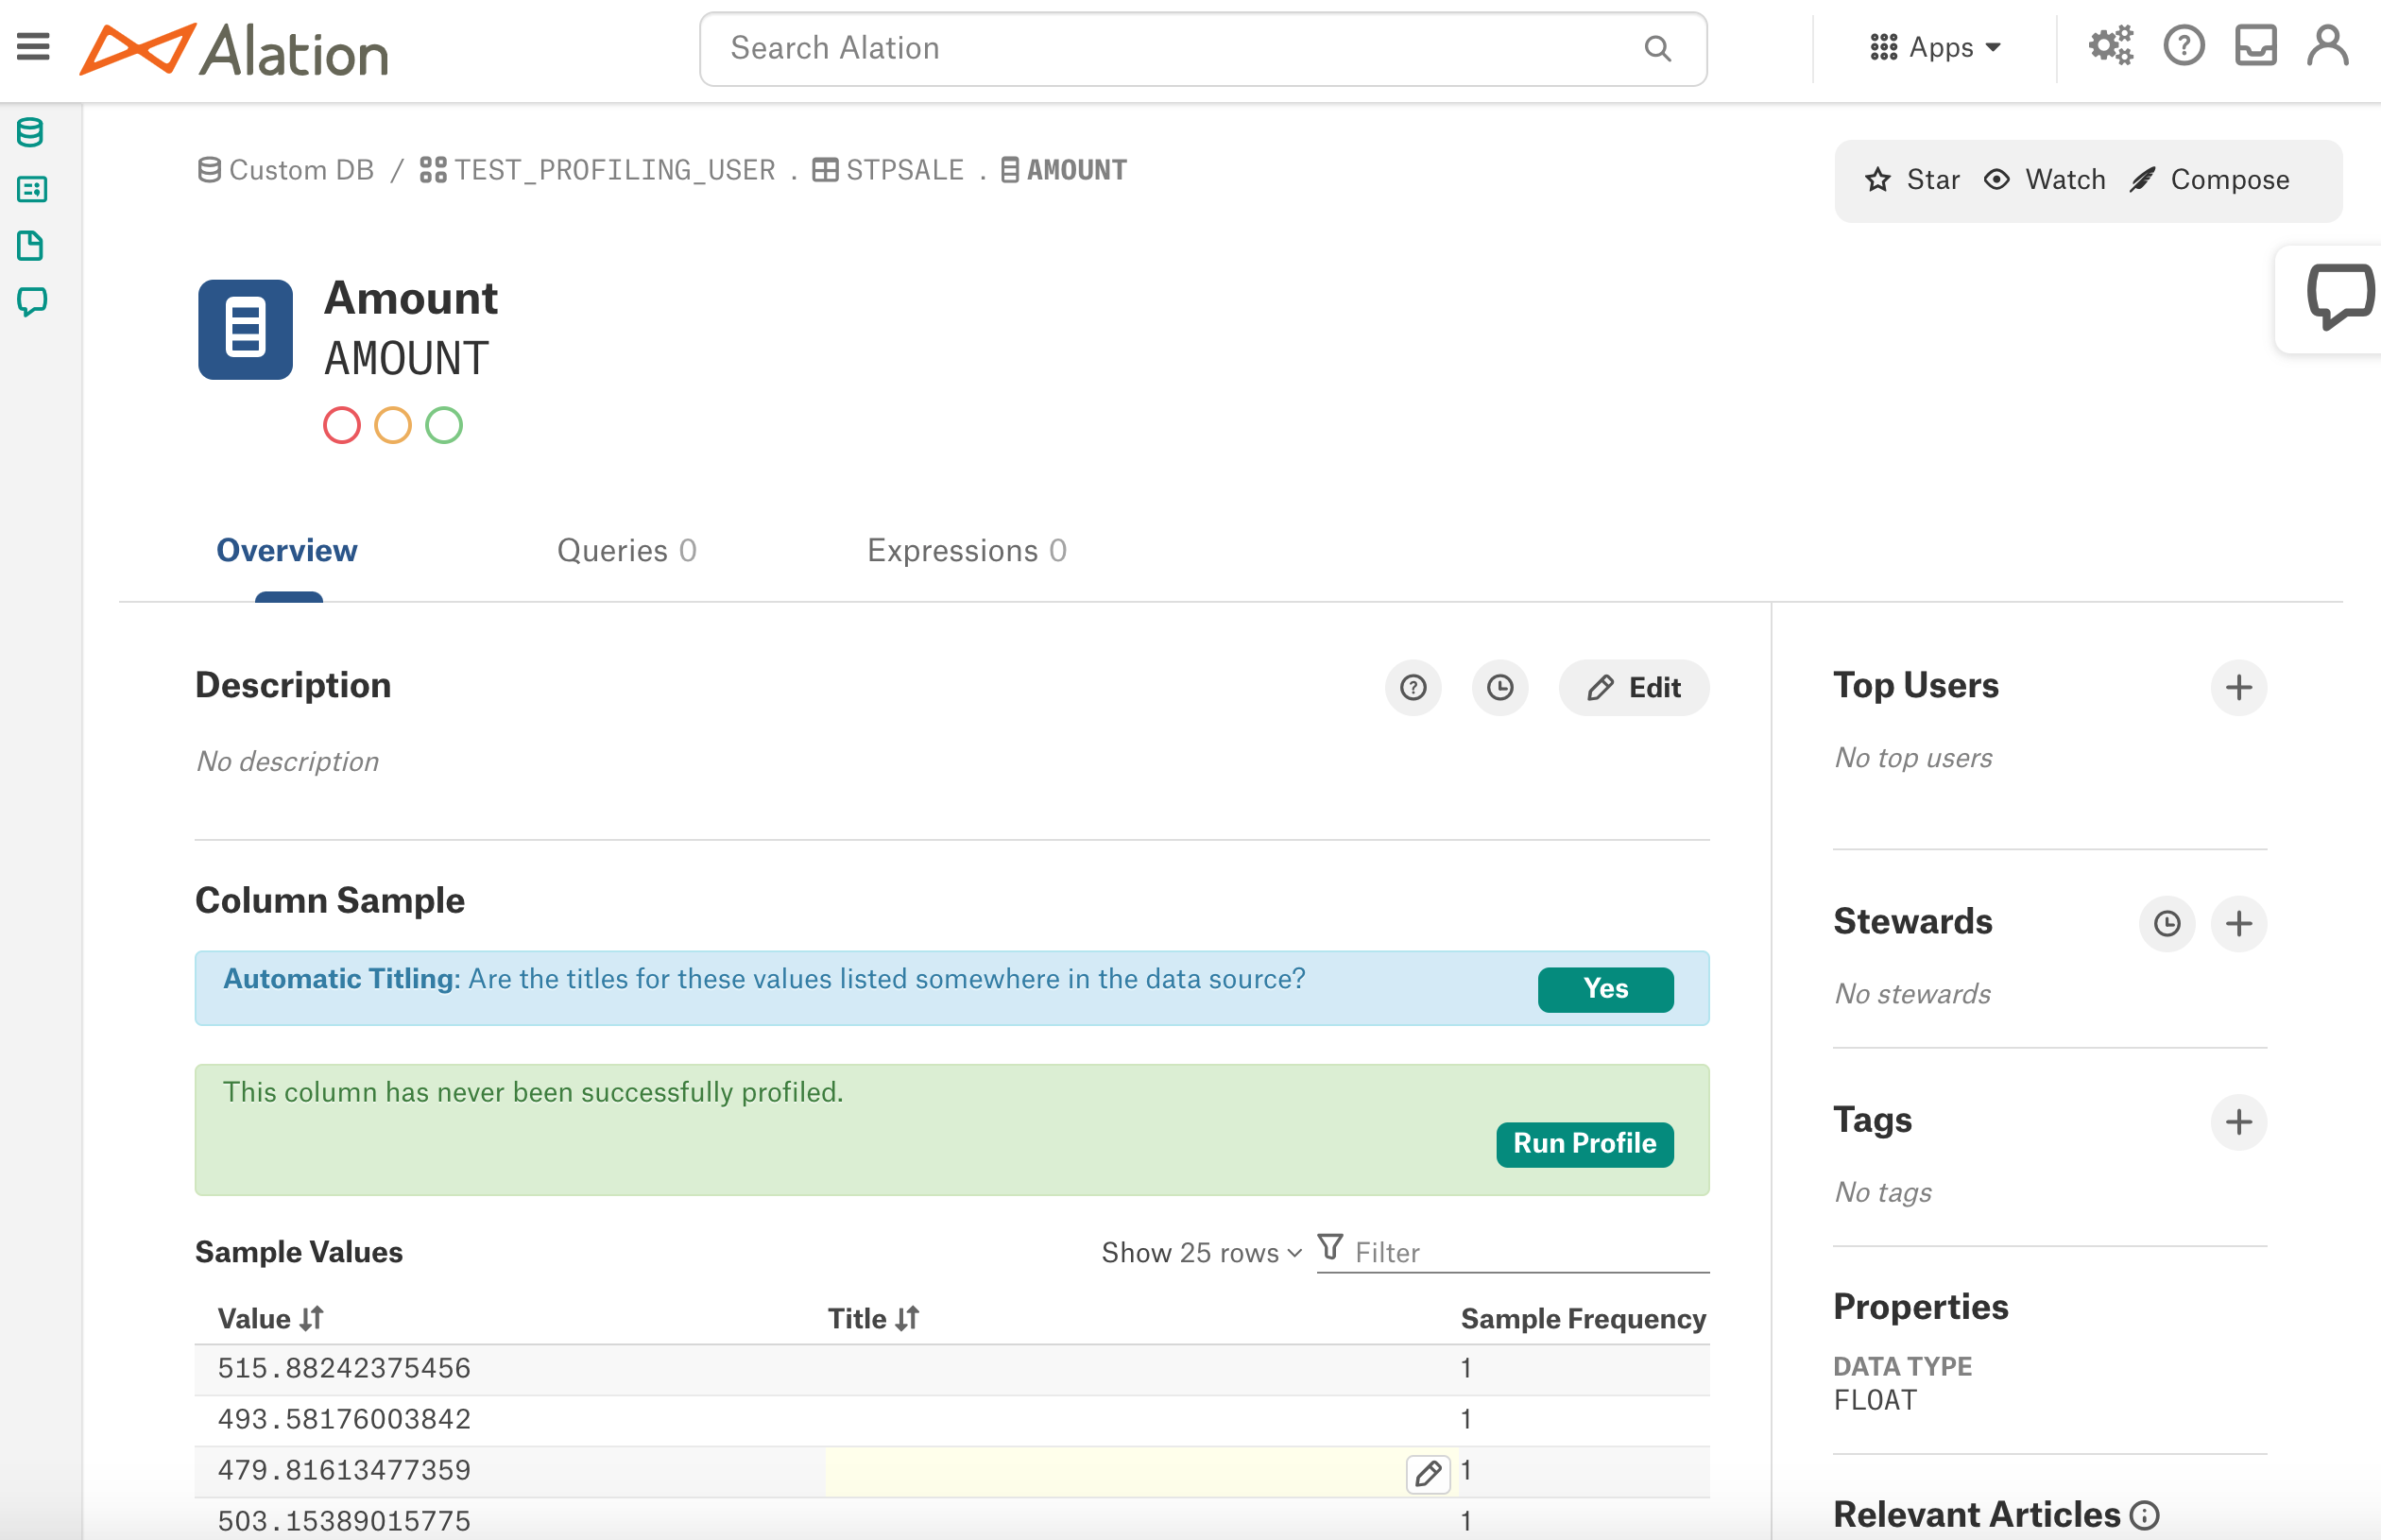 Alation
Search Alation
Apps
Custom DB / TEST_PROFILING_USER . STPSALE . AMOUNT
Star Watch Compose
Amount
AMOUNT
Overview Queries 0 Expressions 0
Description
Edit
No description
Column Sample
Automatic Titling: Are the titles for these values listed somewhere in the data source?
Yes
This column has never been successfully profiled.
Run Profile
Sample Values
Show 25 rows Filter
Value Title Sample Frequency
515.88242375456 1
493.58176003842 1
479.81613477359 1
503.15389015775 1
Top Users
No top users
Stewards
No stewards
Tags
No tags
Properties
DATA TYPE
FLOAT
Relevant Articles